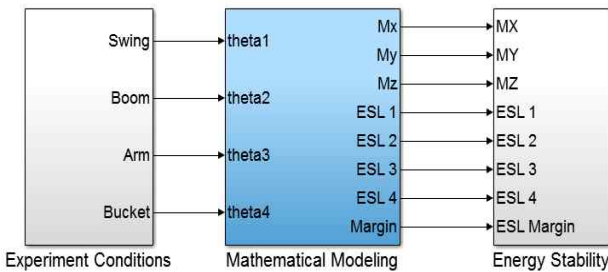 Swing
Boom
Arm
Bucket
Experiment Conditions
theta1
theta2
theta3
theta4
Mx
My
Mz
ESL 1
ESL 2
ESL 3
ESL 4
Margin
Mathematical Modeling
MX
MY
MZ
ESL 1
ESL 2
ESL 3
ESL 4
ESL Margin
Energy Stability